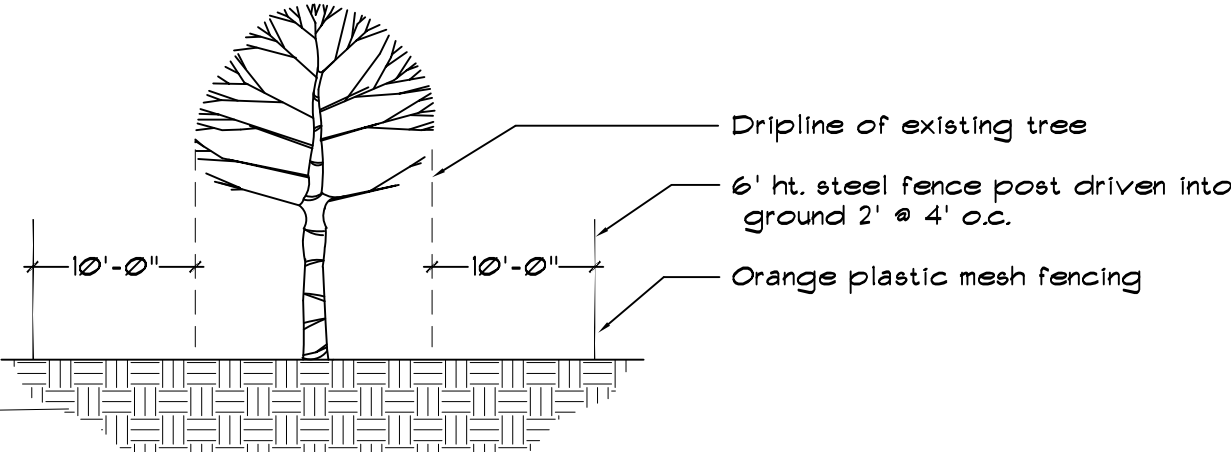 Dripline of existing tree
6' ht. steel fence post driven into
ground 2' @ 4' o.c.
10'-0" 10'-0"
Orange plastic mesh fencing